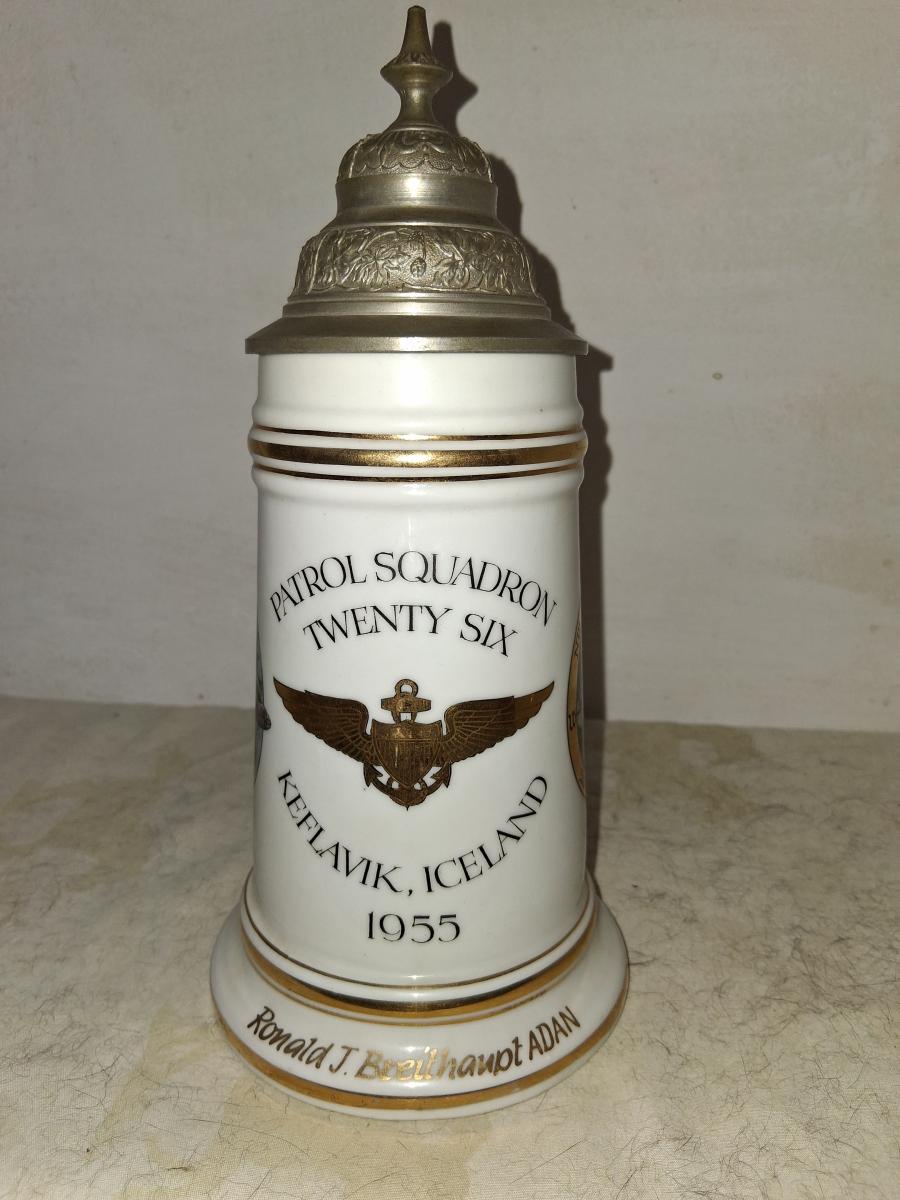 PATROL SQUADRON
TWENTY SIX
KEFLAVIK, ICELAND
1955
Ronald J. Breithaupt ADAN